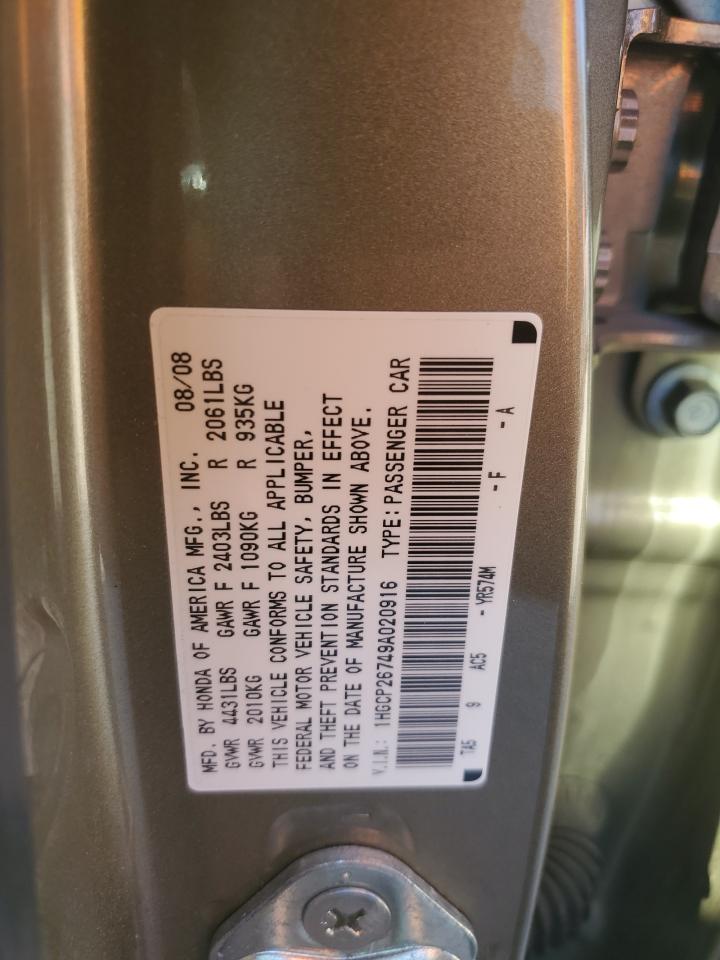 MFD. BY HONDA OF AMERICA MFG., INC. 08/08
GVWR 4431LBS GAWR F 2403LBS R 2061LBS
GVWR 2010KG GAWR F 1090KG R 935KG
THIS VEHICLE CONFORMS TO ALL APPLICABLE
FEDERAL MOTOR VEHICLE SAFETY, BUMPER,
AND THEFT PREVENTION STANDARDS IN EFFECT
ON THE DATE OF MANUFACTURE SHOWN ABOVE.
V.I.N.: 1HGCP26749A020916 TYPE: PASSENGER CAR
TA5 9 AC5 - YR574M - F - A